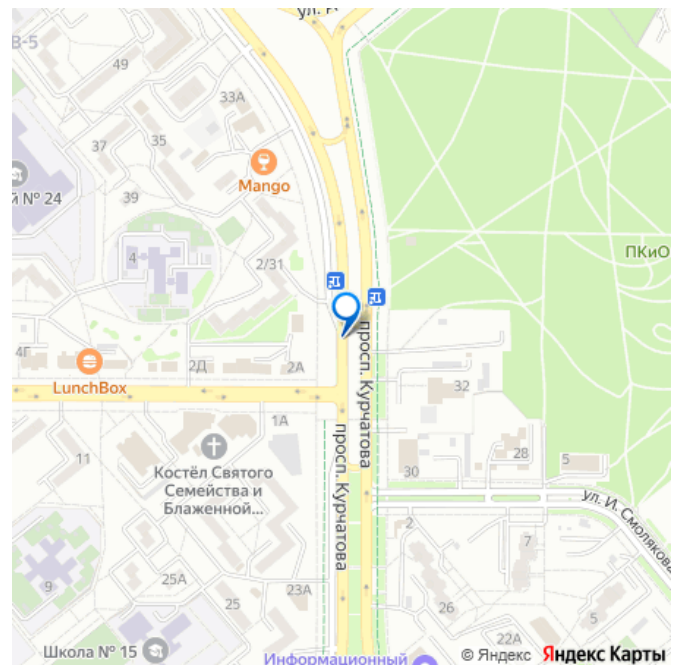 ул. Р
В-5
49
33А
37
35
Mango
й № 24
39
4
2/31
ПКиО
просп. Курчатова
4Г
2Д
2А
LunchBox
32
1А
11
Костёл Святого
Семейства и
Блаженной...
просп. Курчатова
30
28
5
ул. И. Смолякова
2
7
9
25А
25
23А
26
5
22А
Школа № 15
Информационный
© Яндекс Яндекс Карты